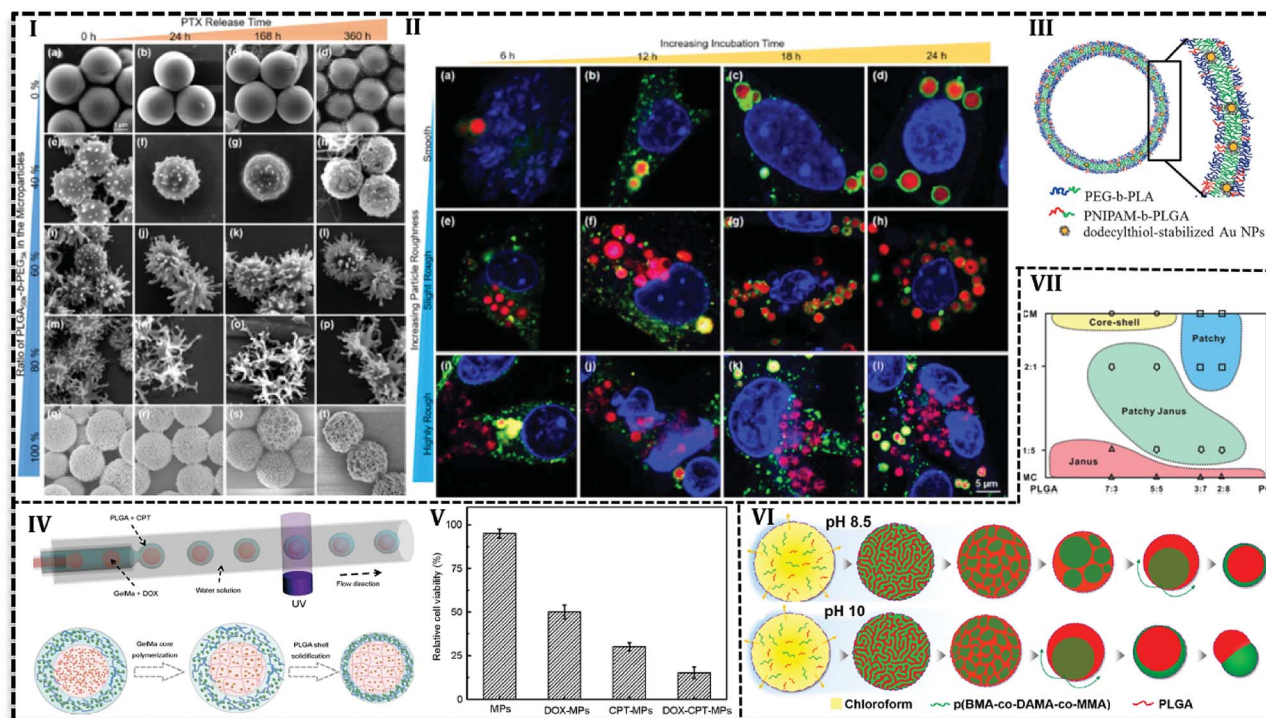 I
PTX Release Time
0 h
24 h
168 h
360 h
Ratio of PLGA50K-b-PEG5k in the Microparticles
0 %
40 %
60 %
80 %
100 %
(a)
(b)
(c)
(d)
(e)
(f)
(g)
(h)
(i)
(j)
(k)
(l)
(m)
(n)
(o)
(p)
(q)
(r)
(s)
(t)
II
Increasing Incubation Time
6 h
12 h
18 h
24 h
Increasing Particle Roughness
Smooth
Slight Rough
Highly Rough
(a)
(b)
(c)
(d)
(e)
(f)
(g)
(h)
(i)
(j)
(k)
(l)
5 µm
III
PEG-b-PLA
PNIPAM-b-PLGA
dodecylthiol-stabilized Au NPs
VII
CM
2:1
1:5
MC
Core-shell
Patchy
Patchy Janus
Janus
PLGA
7:3
5:5
3:7
2:8
IV
PLGA + CPT
GelMa + DOX
Water solution
UV
Flow direction
GelMa core
polymerization
PLGA shell
solidification
V
Relative cell viability (%)
100
75
50
25
0
MPs
DOX-MPs
CPT-MPs
DOX-CPT-MPs
VI
pH 8.5
pH 10
Chloroform
p(BMA-co-DAMA-co-MMA)
PLGA